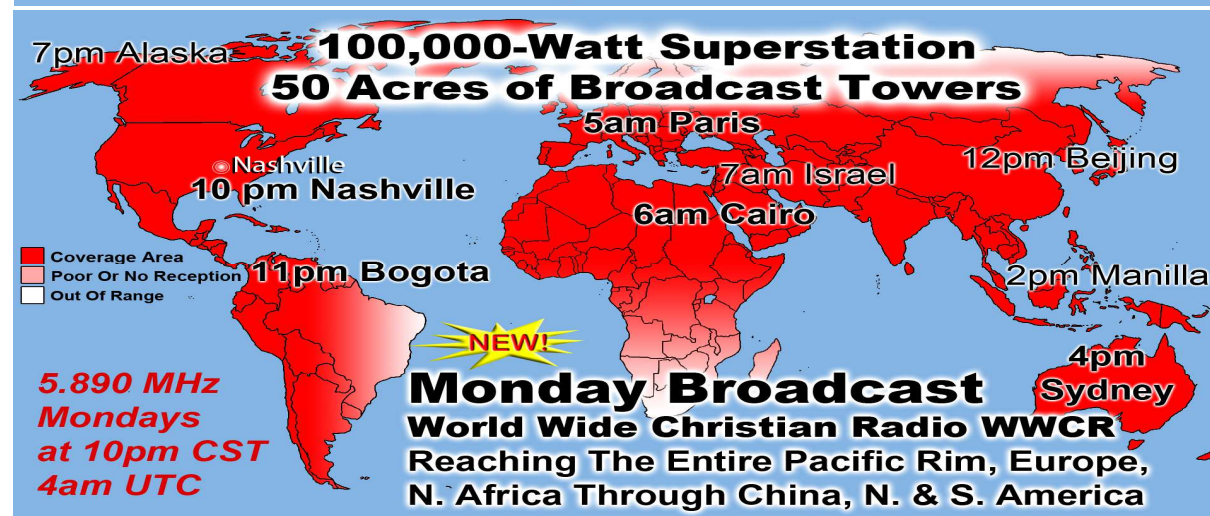 7pm Alaska
100,000-Watt Superstation
50 Acres of Broadcast Towers
5am Paris
12pm Beijing
Nashville
7am Israel
10 pm Nashville
6am Cairo
Coverage Area
Poor Or No Reception
Out Of Range
11pm Bogota
2pm Manilla
NEW!
4pm
Sydney
5.890 MHz
Mondays
at 10pm CST
4am UTC
Monday Broadcast
World Wide Christian Radio WWCR
Reaching The Entire Pacific Rim, Europe,
N. Africa Through China, N. & S. America